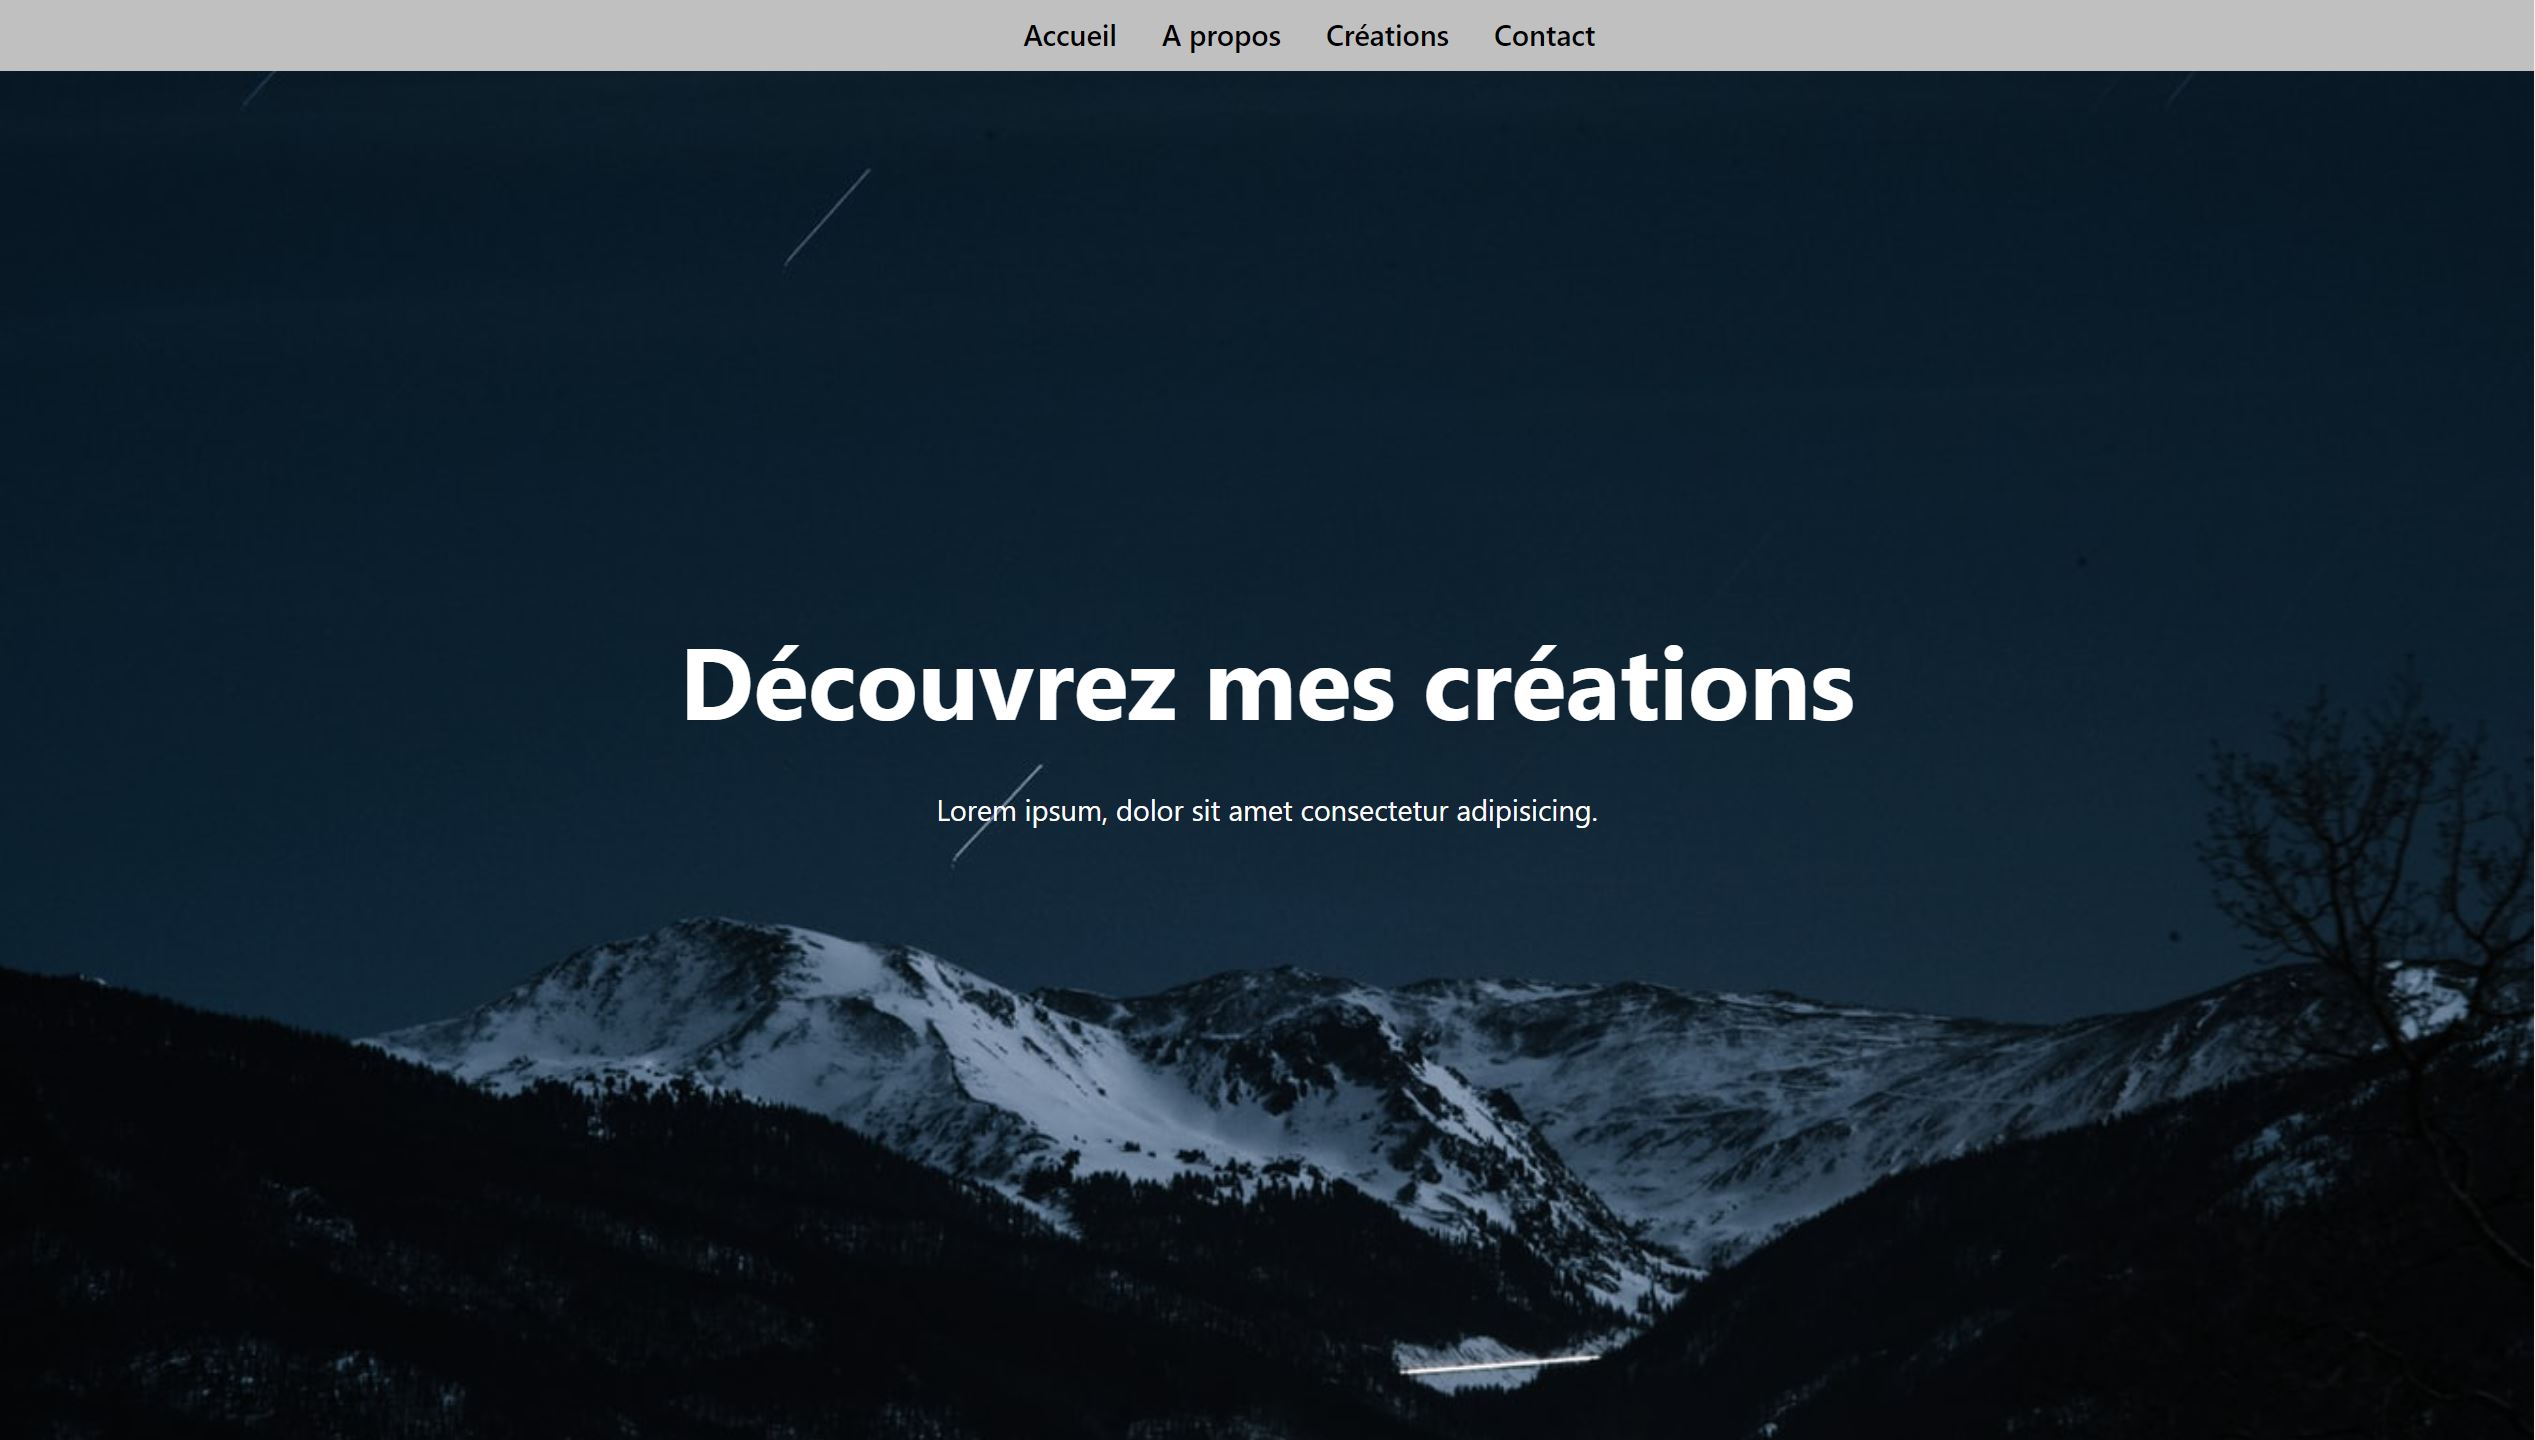 Accueil A propos Créations Contact
Découvrez mes créations
Lorem ipsum, dolor sit amet consectetur adipisicing.